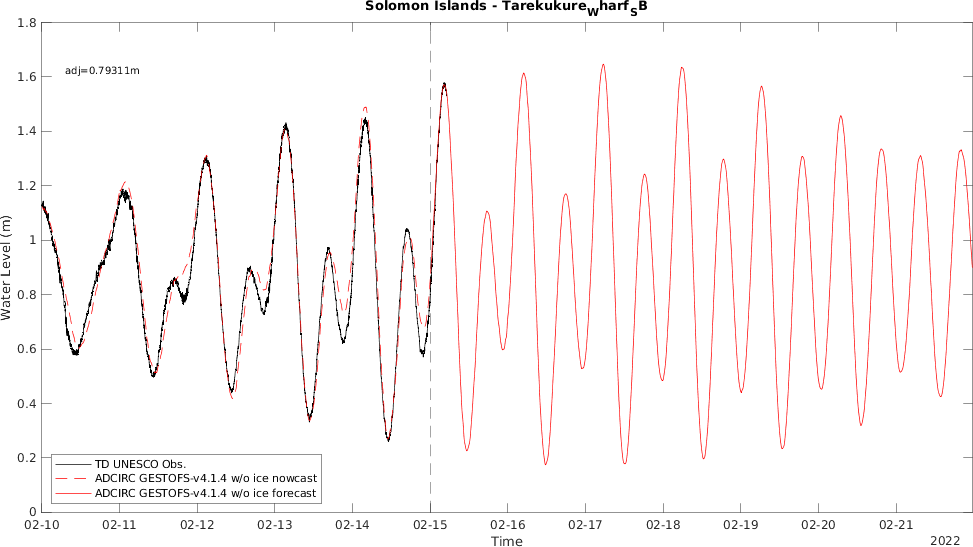 Solomon Islands - TarekukureWharfSB
1.8
adj=0.79311m
1.6
1.4
1.2
1
0.8
0.6
0.4
0.2
0
Water Level (m)
TD UNESCO Obs.
ADCIRC GESTOFS-v4.1.4 w/o ice nowcast
ADCIRC GESTOFS-v4.1.4 w/o ice forecast
02-10 02-11 02-12 02-13 02-14 02-15 02-16 02-17 02-18 02-19 02-20 02-21
Time
2022